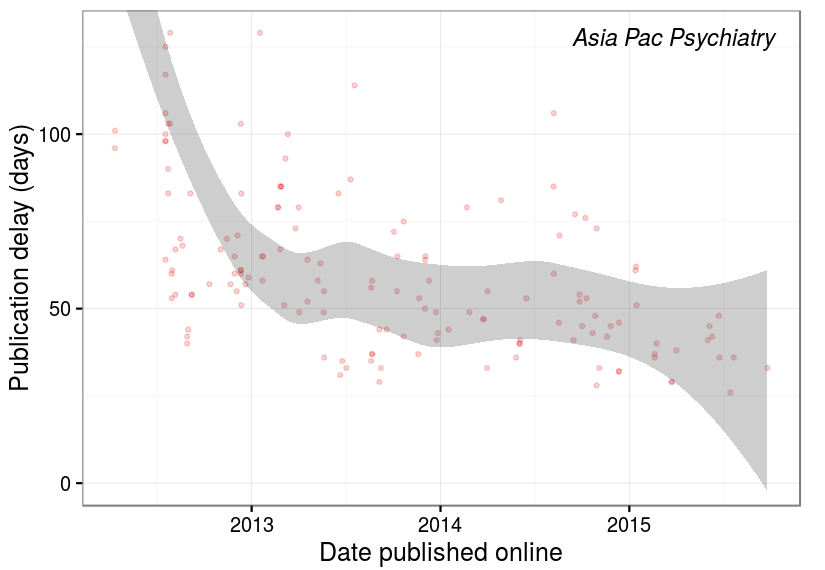 Asia Pac Psychiatry
Publication delay (days)
100
50
0
2013 2014 2015
Date published online